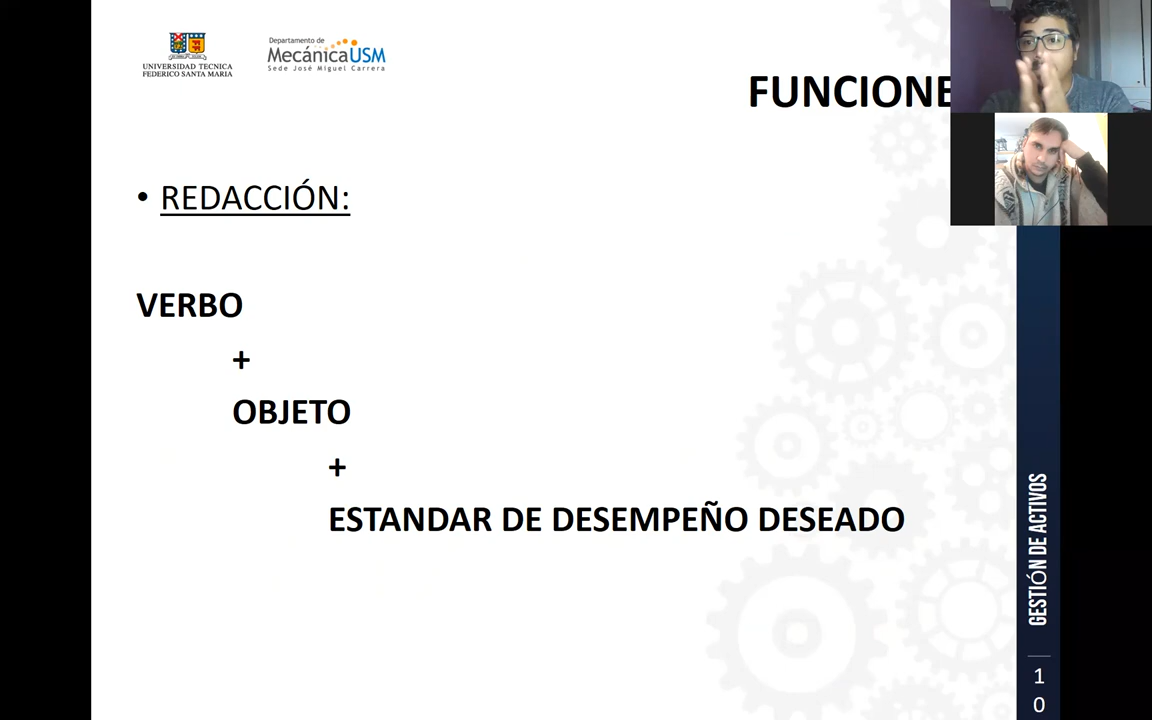 UNIVERSIDAD TECNICA
FEDERICO SANTA MARIA
Departamento de
MecánicaUSM
Sede José Miguel Carrera
FUNCIONE
• REDACCIÓN:
VERBO
+
OBJETO
+
ESTANDAR DE DESEMPEÑO DESEADO
GESTIÓN DE ACTIVOS
1
0